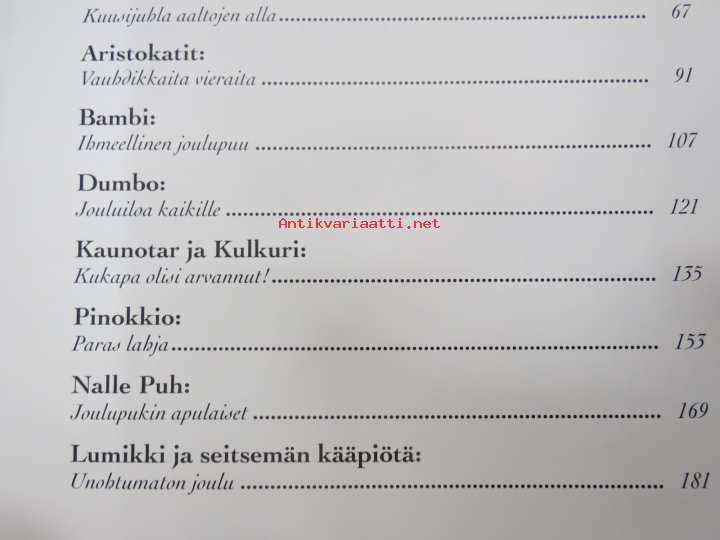 Kuusijuhla aaltojen alla........................................................ 67
Aristokatit:
Vauhdikkaita vieraita ........................................................ 91
Bambi:
Ihmeellinen joulupuu ........................................................ 107
Dumbo:
Jouluiloa kaikille ........................................................ 121
Antikvariaatti.net
Kaunotar ja Kulkuri:
Kukapa olisi arvannut!........................................................ 135
Pinokkio:
Paras lahja........................................................ 153
Nalle Puh:
Joulupukin apulaiset ........................................................ 169
Lumikki ja seitsemän kääpiötä:
Unohtumaton joulu ........................................................ 181